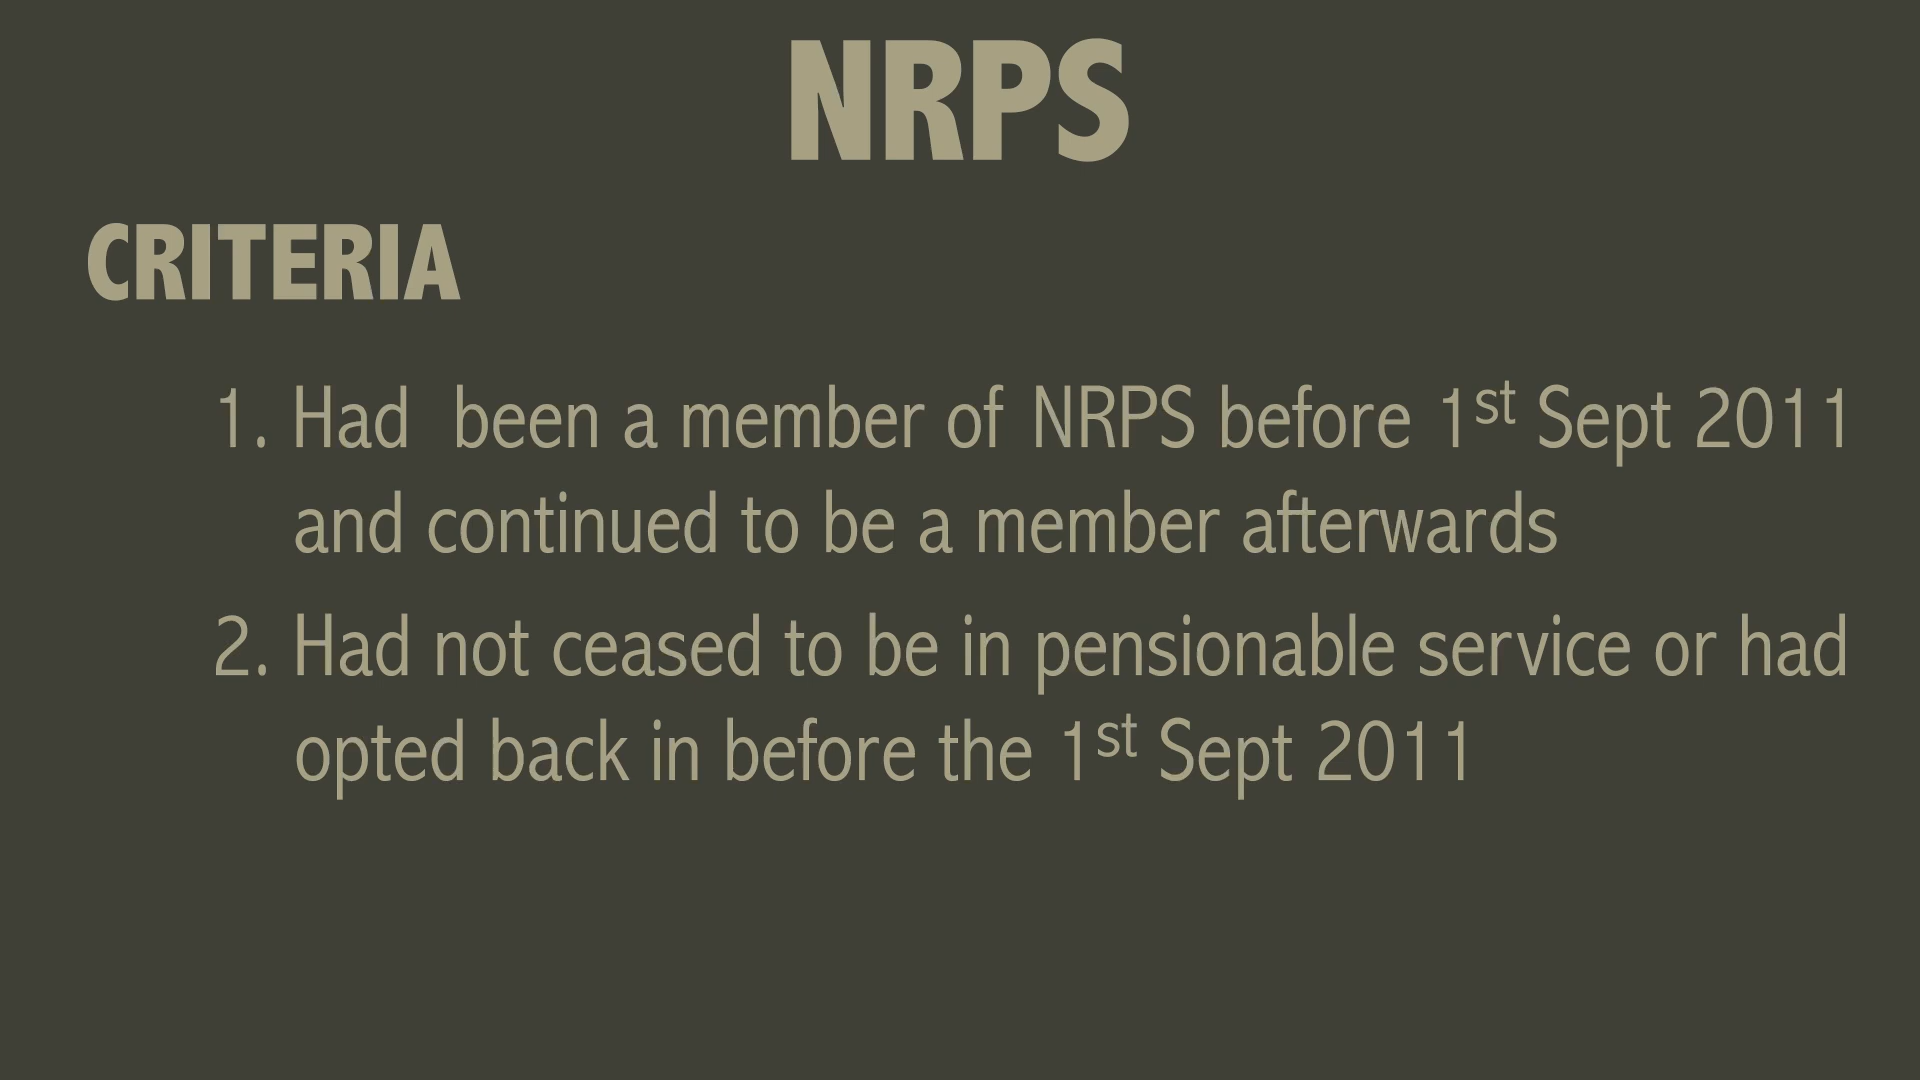 NRPS
CRITERIA
1. Had  been a member of NRPS before 1st Sept 2011
and continued to be a member afterwards
2. Had not ceased to be in pensionable service or had
opted back in before the 1st Sept 2011